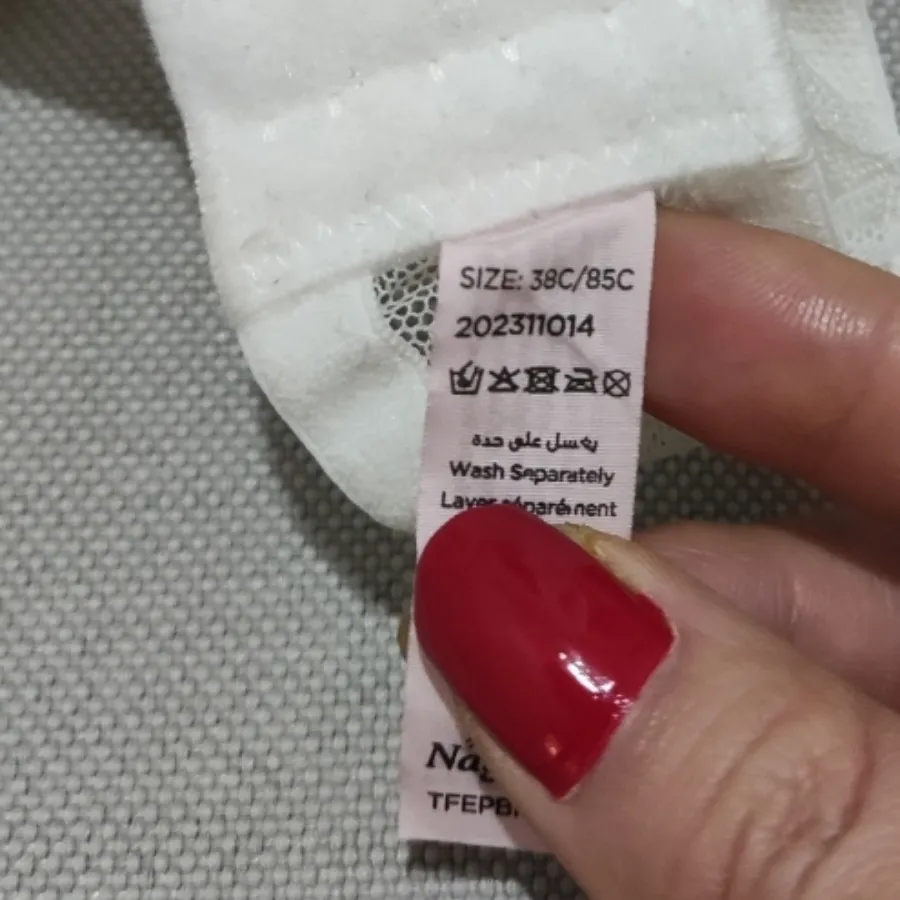 SIZE: 38C/85C
202311014
يغسل على حدة
Wash Separately
Laver séparément